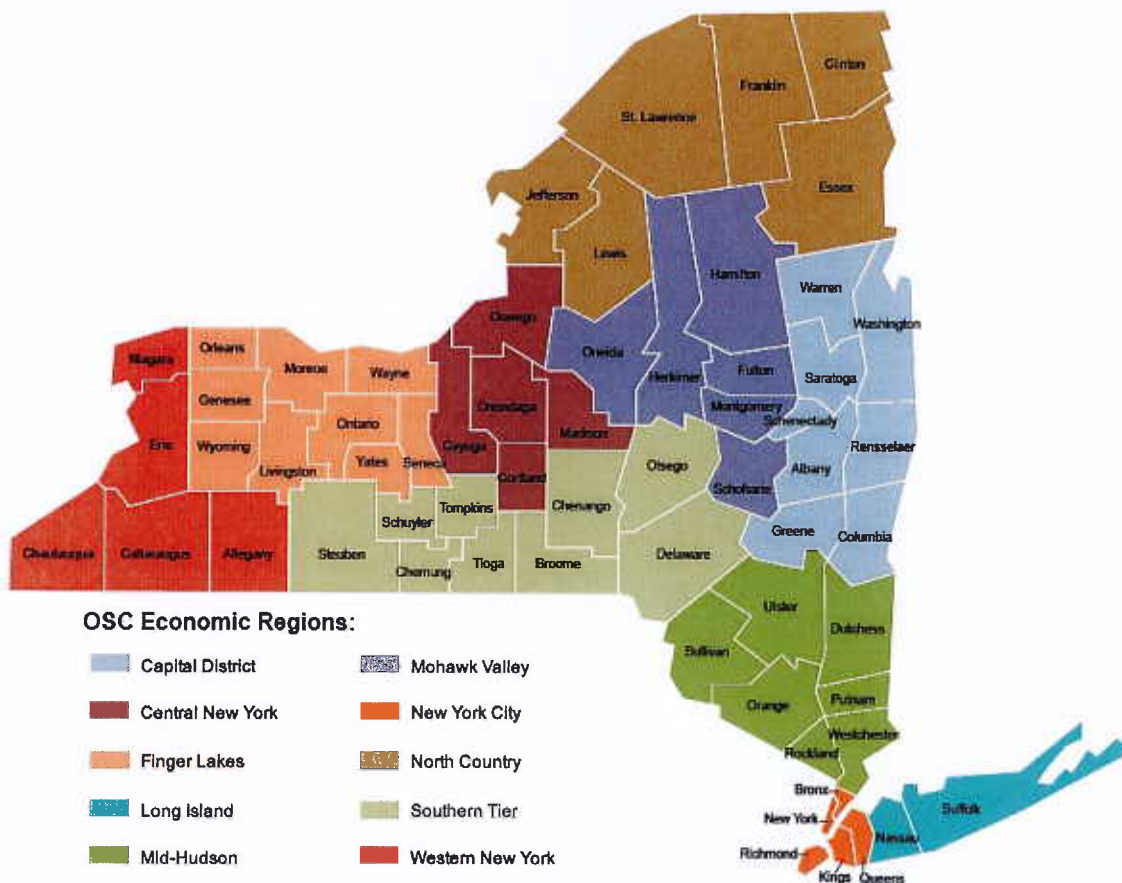 Clinton
Franklin
St. Lawrence
Essex
Jefferson
Lewis
Hamilton
Warren
Washington
Oswego
Oneida
Herkimer
Fulton
Saratoga
Niagara
Orleans
Monroe
Wayne
Genesee
Onondaga
Montgomery
Schenectady
Ontario
Cayuga
Madison
Erie
Wyoming
Livingston
Yates
Seneca
Otsego
Albany
Rensselaer
Cortland
Schoharie
Tompkins
Chenango
Schuyler
Greene
Columbia
Chautauqua
Cattaraugus
Allegany
Steuben
Chemung
Tioga
Broome
Delaware
Ulster
Dutchess
Sullivan
Orange
Putnam
Westchester
Rockland
Bronx
New York
Suffolk
Nassau
Richmond
Kings
Queens
OSC Economic Regions:
Capital District
Central New York
Finger Lakes
Long Island
Mid-Hudson
Mohawk Valley
New York City
North Country
Southern Tier
Western New York